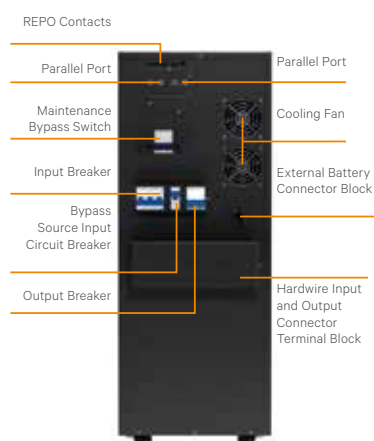 REPO Contacts
Parallel Port
Maintenance
Bypass Switch
Input Breaker
Bypass
Source Input
Circuit Breaker
Output Breaker
Parallel Port
Cooling Fan
External Battery
Connector Block
Hardwire Input
and Output
Connector
Terminal Block